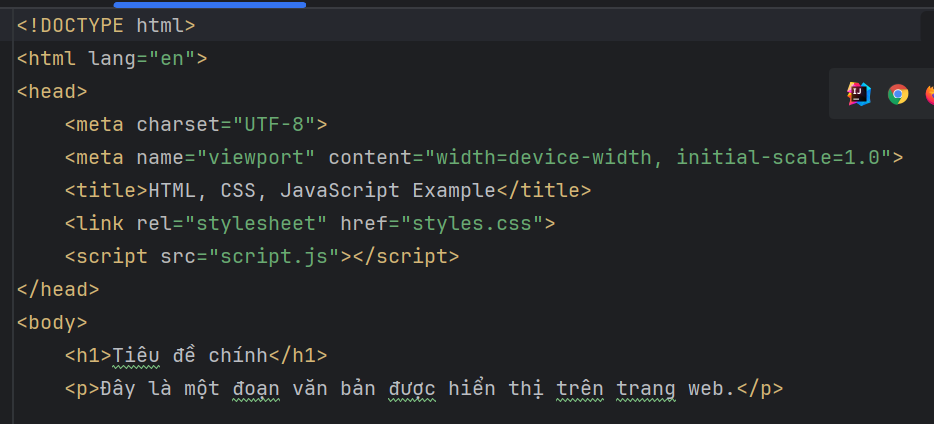 <!DOCTYPE html>
<html lang="en">
<head>
    <meta charset="UTF-8">
    <meta name="viewport" content="width=device-width, initial-scale=1.0">
    <title>HTML, CSS, JavaScript Example</title>
    <link rel="stylesheet" href="styles.css">
    <script src="script.js"></script>
</head>
<body>
    <h1>Tiêu đề chính</h1>
    <p>Đây là một đoạn văn bản được hiển thị trên trang web.</p>
IJ